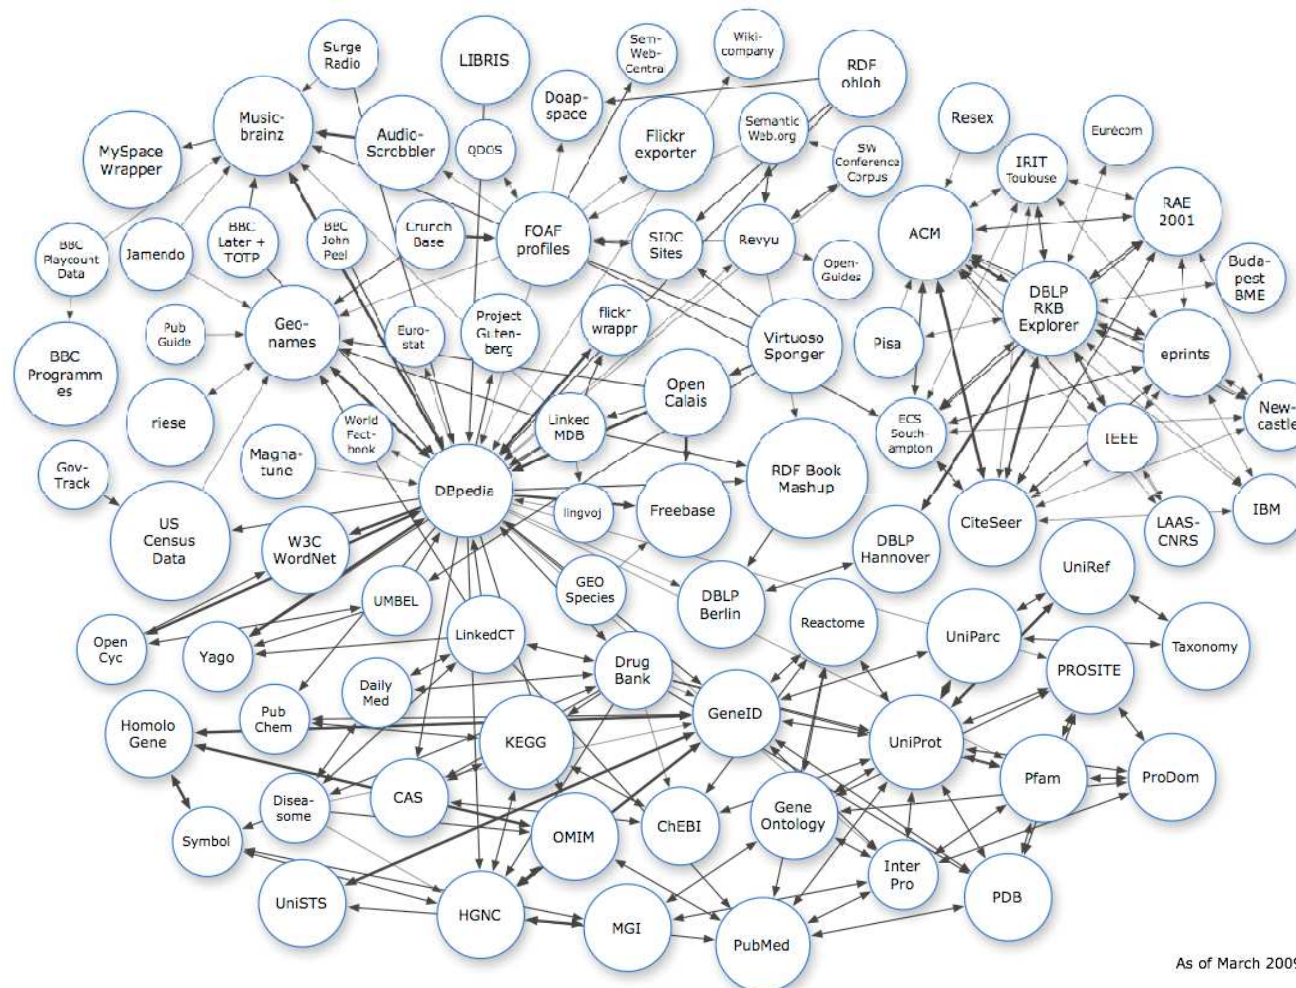 Surge
Radio
LIBRIS
Sem-
Web-
Central
Wiki-
company
RDF
ohloh
Doap-
space
Music-
brainz
Audio-
Scrobbler
QDOS
Flickr
exporter
Semantic
Web.org
SW
Conference
Corpus
Resex
Eurécom
MySpace
Wrapper
IRIT
Toulouse
RAE
2001
BBC
Playcount
Data
Jamendo
BBC
Later +
TOTP
BBC
John
Peel
Crunch
Base
FOAF
profiles
SIOC
Sites
Revyu
Open-
Guides
ACM
DBLP
RKB
Explorer
Buda-
pest
BME
Pub
Guide
Geo-
names
Euro-
stat
Project
Guten-
berg
flickr
wrappr
Virtuoso
Sponger
Pisa
eprints
BBC
Programm
es
riese
World
Fact-
book
Linked
MDB
Open
Calais
ECS
South-
ampton
IEEE
New-
castle
Gov-
Track
Magna-
tune
DBpedia
lingvoj
Freebase
RDF Book
Mashup
CiteSeer
LAAS-
CNRS
IBM
US
Census
Data
W3C
WordNet
DBLP
Hannover
UniRef
UMBEL
GEO
Species
DBLP
Berlin
Reactome
UniParc
Taxonomy
Open
Cyc
Yago
LinkedCT
Drug
Bank
PROSITE
Daily
Med
Homolo
Gene
Pub
Chem
KEGG
GeneID
UniProt
Pfam
ProDom
Disea-
some
CAS
ChEBI
Gene
Ontology
Symbol
OMIM
Inter
Pro
UniSTS
HGNC
MGI
PubMed
PDB
As of March 2009